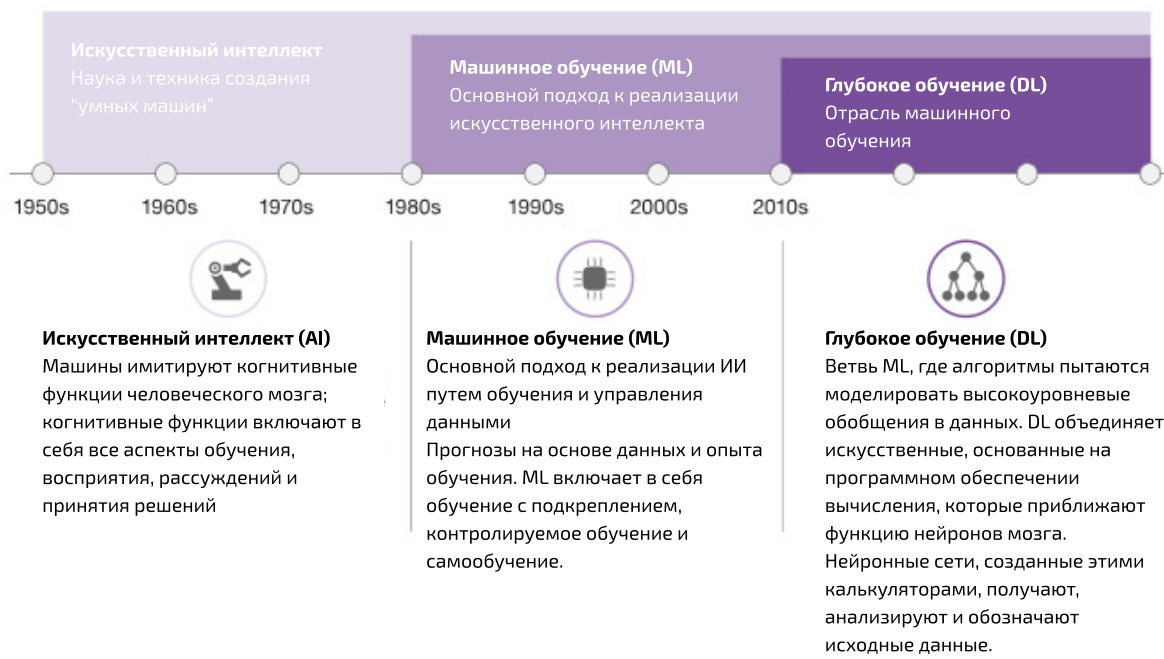 Искусственный интеллект
Наука и техника создания
“умных машин”
Машинное обучение (ML)
Основной подход к реализации
искусственного интеллекта
Глубокое обучение (DL)
Отрасль машинного
обучения
1950s 1960s 1970s 1980s 1990s 2000s 2010s
Искусственный интеллект (AI)
Машины имитируют когнитивные
функции человеческого мозга;
когнитивные функции включают в
себя все аспекты обучения,
восприятия, рассуждений и
принятия решений
Машинное обучение (ML)
Основной подход к реализации ИИ
путем обучения и управления
данными
Прогнозы на основе данных и опыта
обучения. ML включает в себя
обучение с подкреплением,
контролируемое обучение и
самообучение.
Глубокое обучение (DL)
Ветвь ML, где алгоритмы пытаются
моделировать высокоуровневые
обобщения в данных. DL объединяет
искусственные, основанные на
программном обеспечении
вычисления, которые приближают
функцию нейронов мозга.
Нейронные сети, созданные этими
калькуляторами, получают,
анализируют и обозначают
исходные данные.